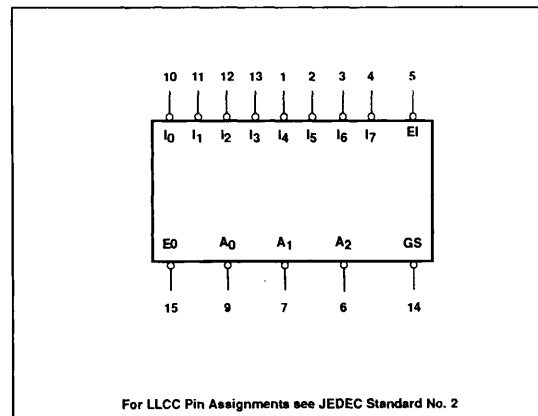 10 11 12 13 1 2 3 4 5
I0 I1 I2 I3 I4 I5 I6 I7 EI
E0 A0 A1 A2 GS
15 9 7 6 14
For LLCC Pin Assignments see JEDEC Standard No. 2